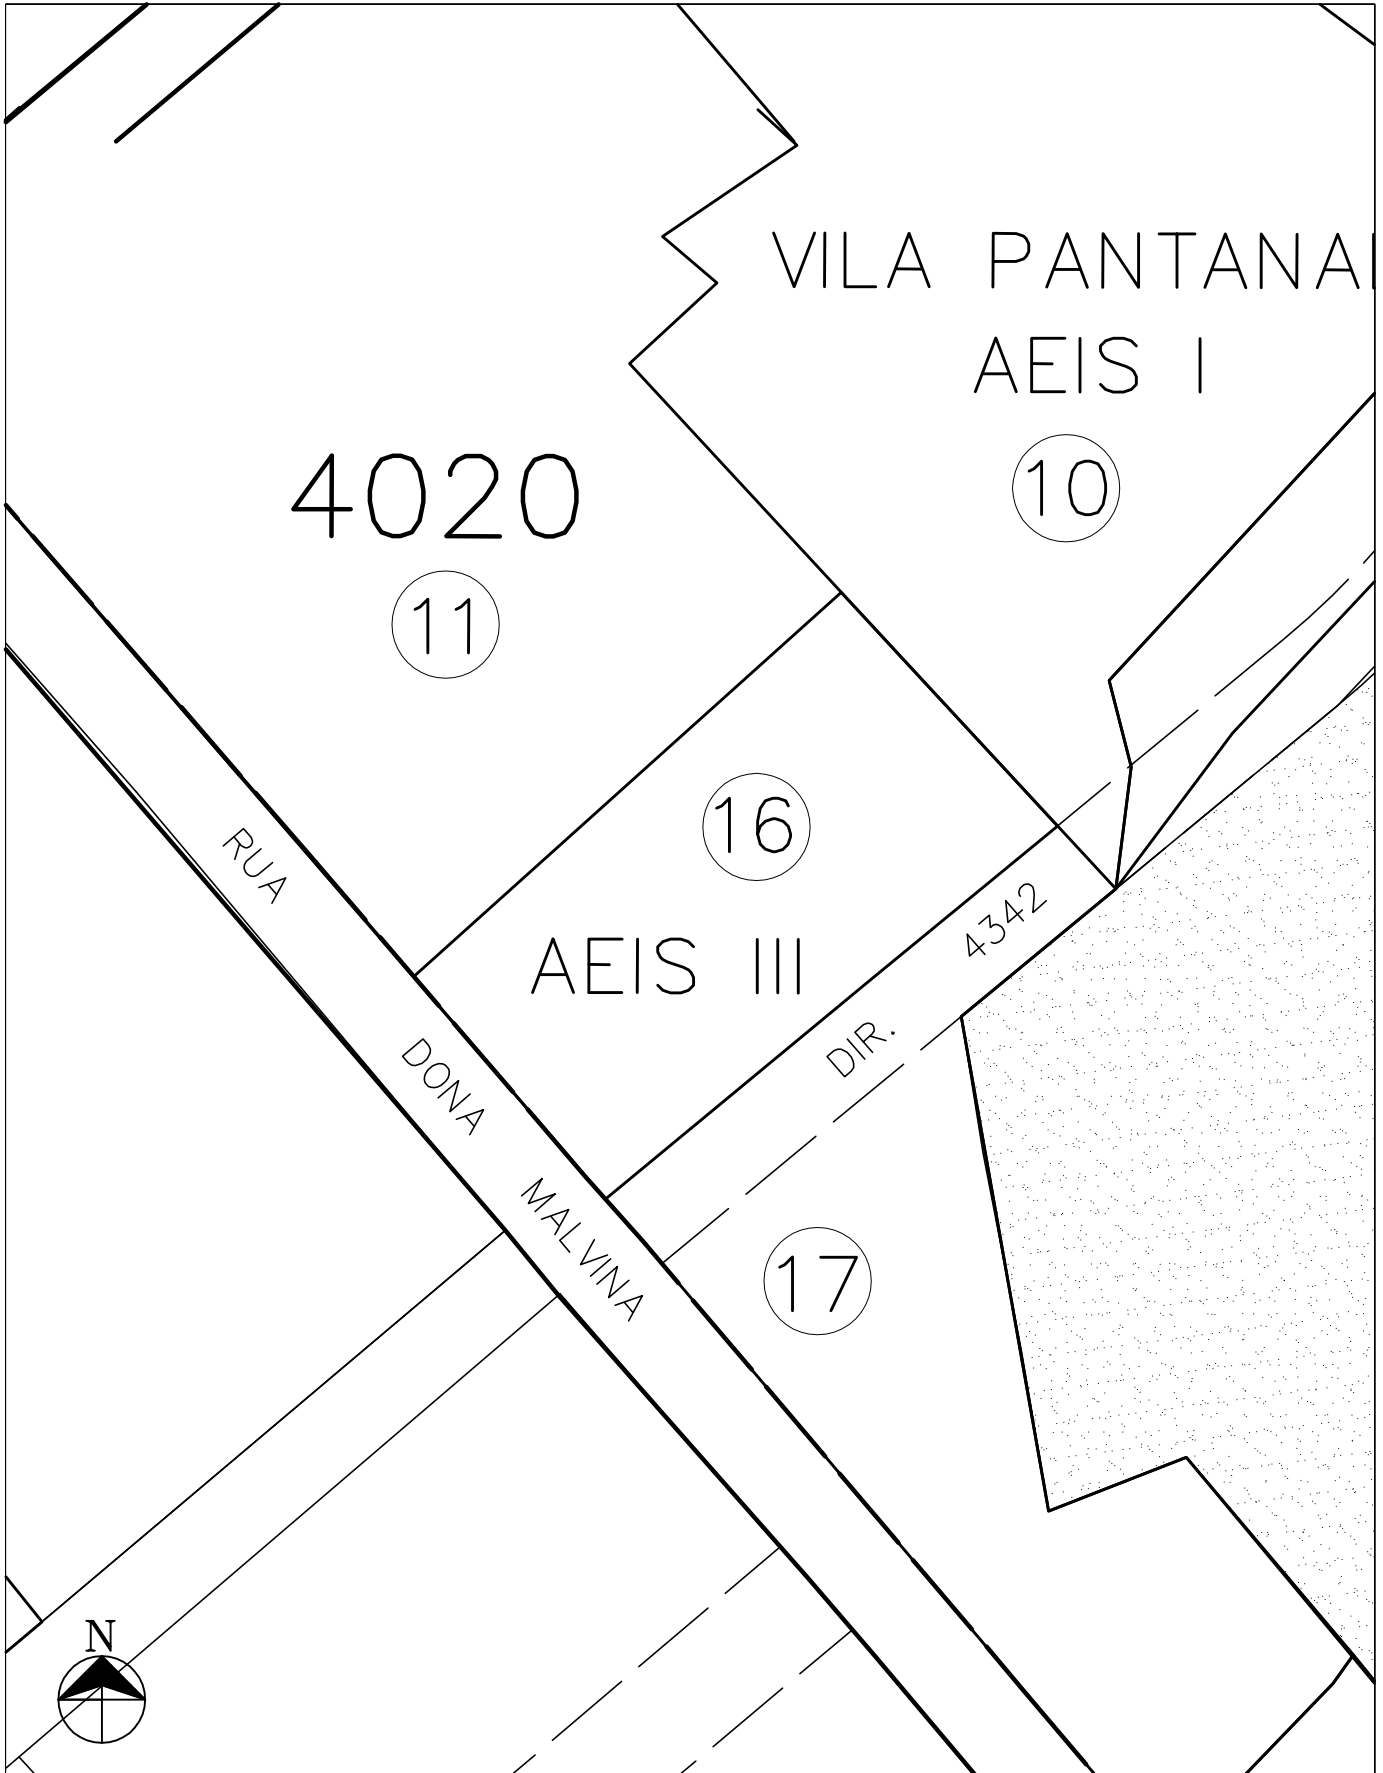 VILA PANTANAL
AEIS I
10
4020
11
16
AEIS III
RUA DONA MALVINA
DIR. 4342
17
N